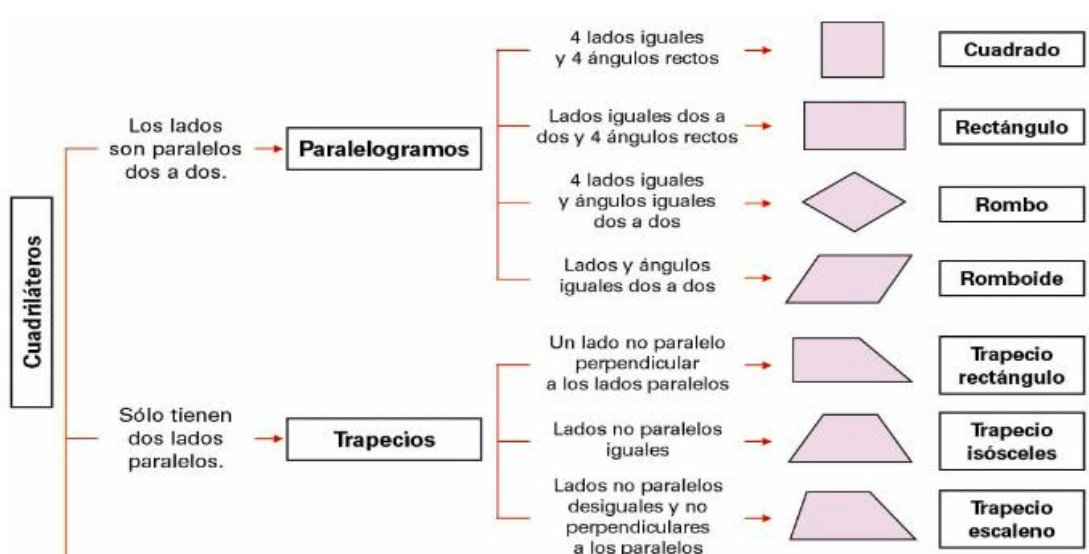 Cuadriláteros
Los lados
son paralelos
dos a dos.
Paralelogramos
4 lados iguales
y 4 ángulos rectos
Cuadrado
Lados iguales dos a
dos y 4 ángulos rectos
Rectángulo
4 lados iguales
y ángulos iguales
dos a dos
Rombo
Lados y ángulos
iguales dos a dos
Romboide
Sólo tienen
dos lados
paralelos.
Trapecios
Un lado no paralelo
perpendicular
a los lados paralelos
Trapecio
rectángulo
Lados no paralelos
iguales
Trapecio
isósceles
Lados no paralelos
desiguales y no
perpendiculares
a los paralelos
Trapecio
escaleno